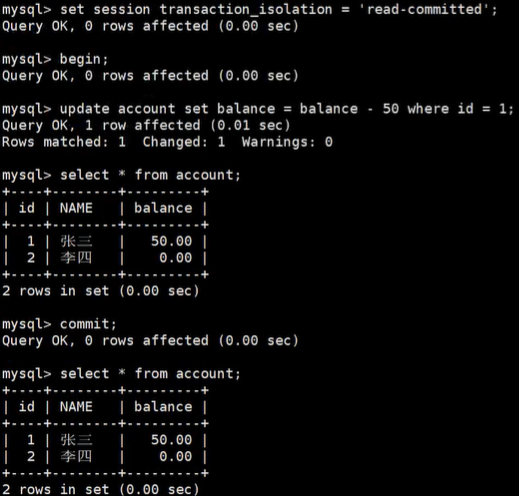 mysql> set session transaction_isolation = 'read-committed';
Query OK, 0 rows affected (0.00 sec)
mysql> begin;
Query OK, 0 rows affected (0.00 sec)
mysql> update account set balance = balance - 50 where id = 1;
Query OK, 1 row affected (0.01 sec)
Rows matched: 1  Changed: 1  Warnings: 0
mysql> select * from account;
+----+--------+---------+
| id | NAME   | balance |
+----+--------+---------+
|  1 | 张三   |   50.00 |
|  2 | 李四   |    0.00 |
+----+--------+---------+
2 rows in set (0.00 sec)
mysql> commit;
Query OK, 0 rows affected (0.00 sec)
mysql> select * from account;
+----+--------+---------+
| id | NAME   | balance |
+----+--------+---------+
|  1 | 张三   |   50.00 |
|  2 | 李四   |    0.00 |
+----+--------+---------+
2 rows in set (0.00 sec)